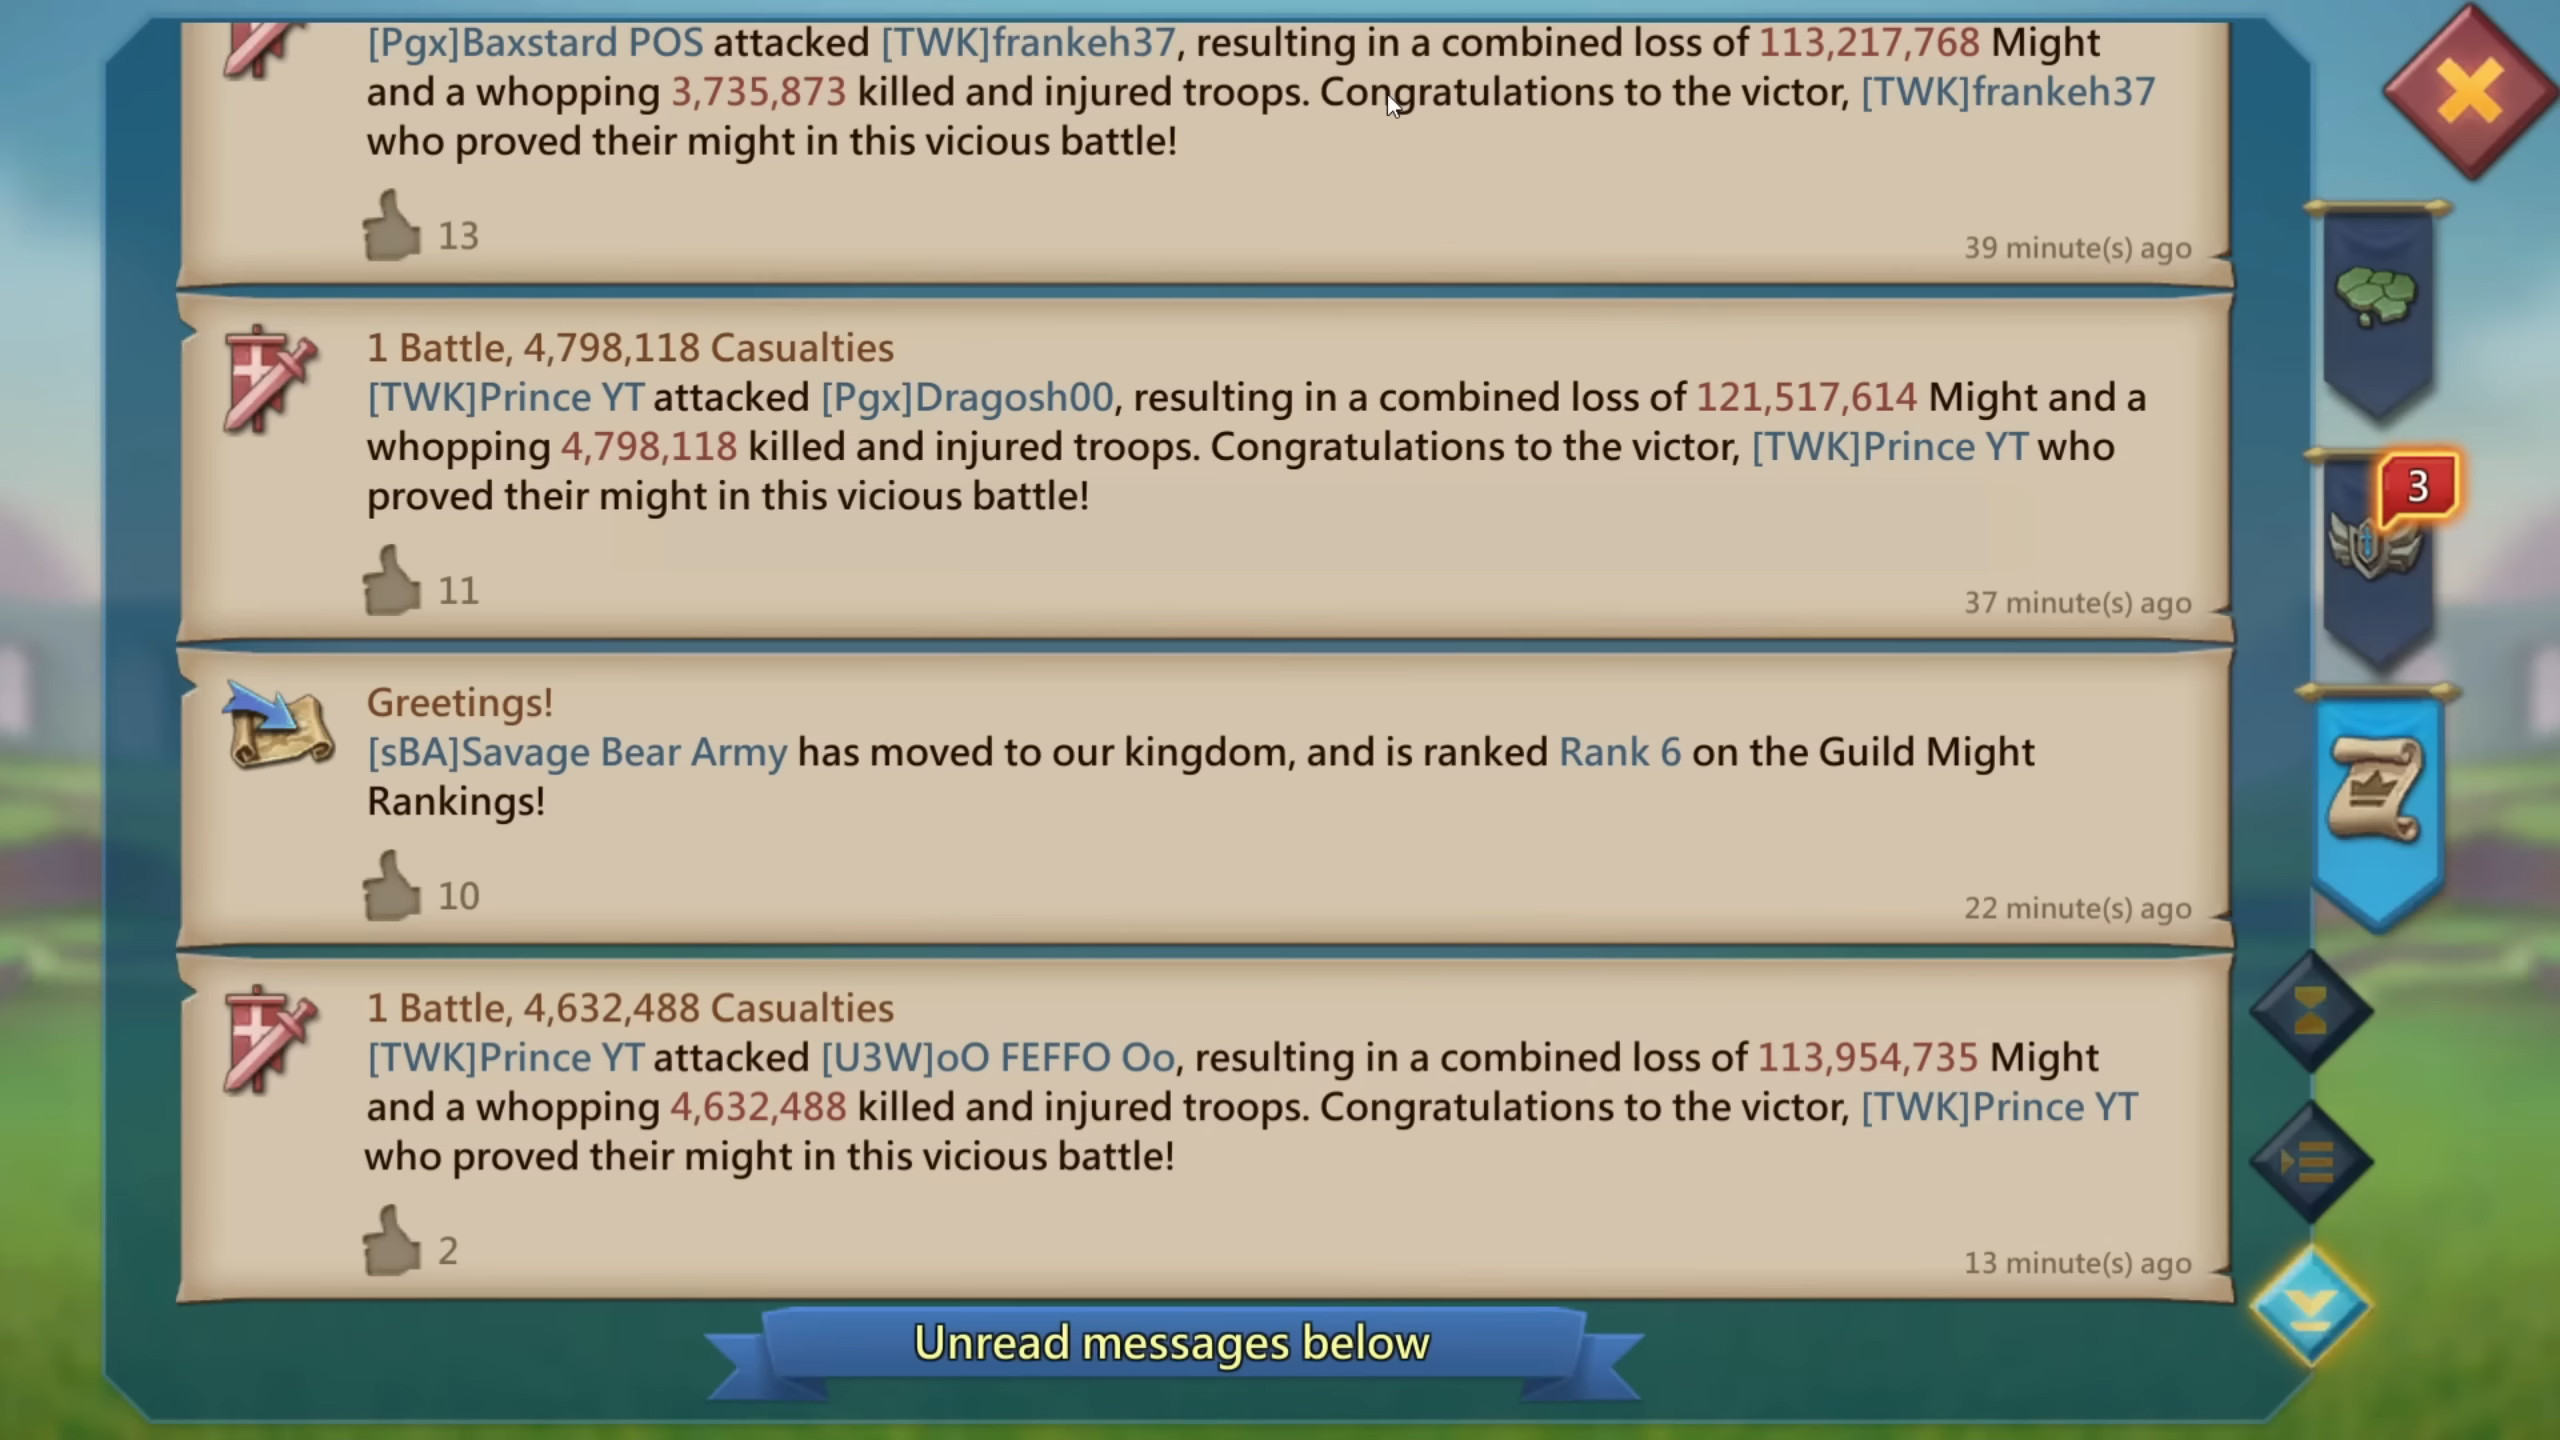 [Pgx]Baxstard POS attacked [TWK]frankeh37, resulting in a combined loss of 113,217,768 Might
and a whopping 3,735,873 killed and injured troops. Congratulations to the victor, [TWK]frankeh37
who proved their might in this vicious battle!
13
39 minute(s) ago
1 Battle, 4,798,118 Casualties
[TWK]Prince YT attacked [Pgx]Dragosh00, resulting in a combined loss of 121,517,614 Might and a
whopping 4,798,118 killed and injured troops. Congratulations to the victor, [TWK]Prince YT who
proved their might in this vicious battle!
11
37 minute(s) ago
3
Greetings!
[sBA]Savage Bear Army has moved to our kingdom, and is ranked Rank 6 on the Guild Might
Rankings!
10
22 minute(s) ago
1 Battle, 4,632,488 Casualties
[TWK]Prince YT attacked [U3W]oO FEFFO Oo, resulting in a combined loss of 113,954,735 Might
and a whopping 4,632,488 killed and injured troops. Congratulations to the victor, [TWK]Prince YT
who proved their might in this vicious battle!
2
13 minute(s) ago
Unread messages below